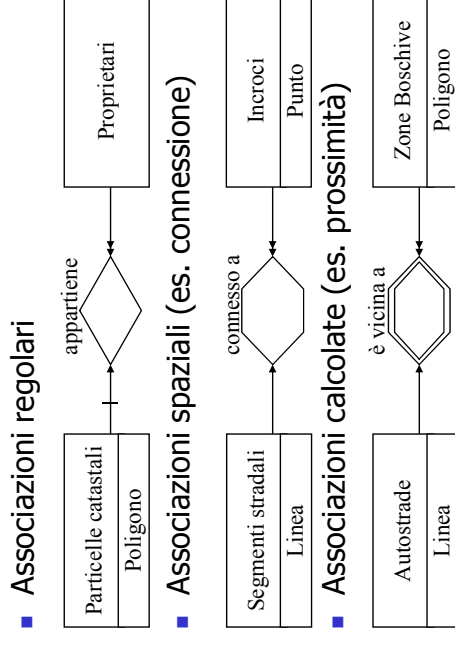 Associazioni regolari
appartiene
Particelle catastali
Poligono
Proprietari
Associazioni spaziali (es. connessione)
connesso a
Segmenti stradali
Linea
Incroci
Punto
Associazioni calcolate (es. prossimità)
è vicina a
Autostrade
Linea
Zone Boschive
Poligono